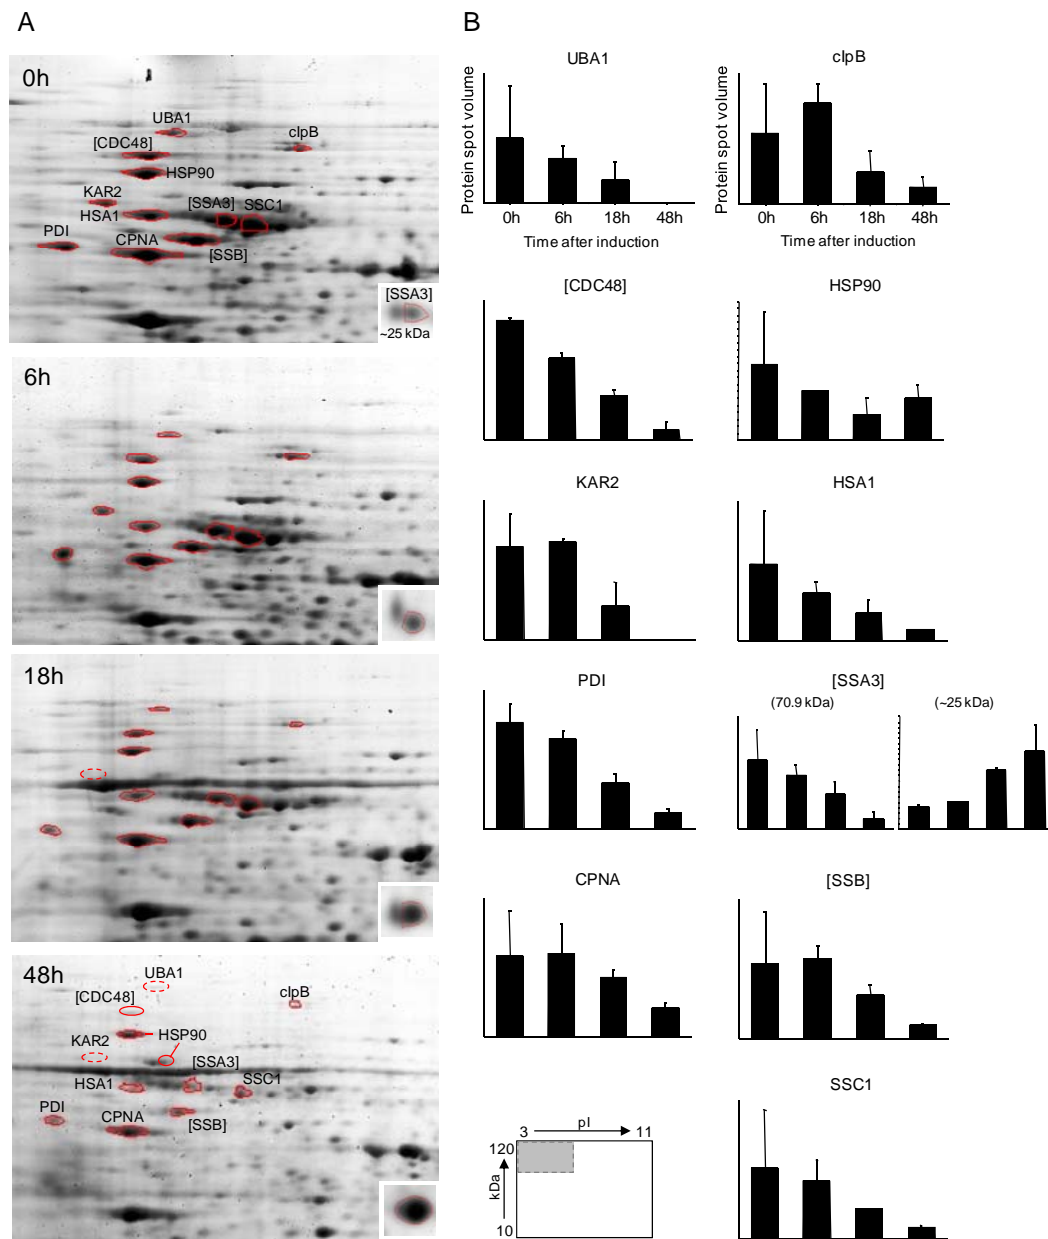 A
0h
UBA1
[CDC48]
clpB
HSP90
KAR2
[SSA3]
SSC1
HSA1
PDI
CPNA
[SSB]
[SSA3]
~25 kDa
6h
18h
48h
UBA1
[CDC48]
clpB
HSP90
KAR2
[SSA3]
HSA1
SSC1
PDI
CPNA
[SSB]
B
UBA1
clpB
Protein spot volume
Protein spot volume
0h 6h 18h 48h
0h 6h 18h 48h
Time after induction
Time after induction
[CDC48]
HSP90
KAR2
HSA1
PDI
[SSA3]
(70.9 kDa)
(~25 kDa)
CPNA
[SSB]
SSC1
pI
3
11
120
kDa
10